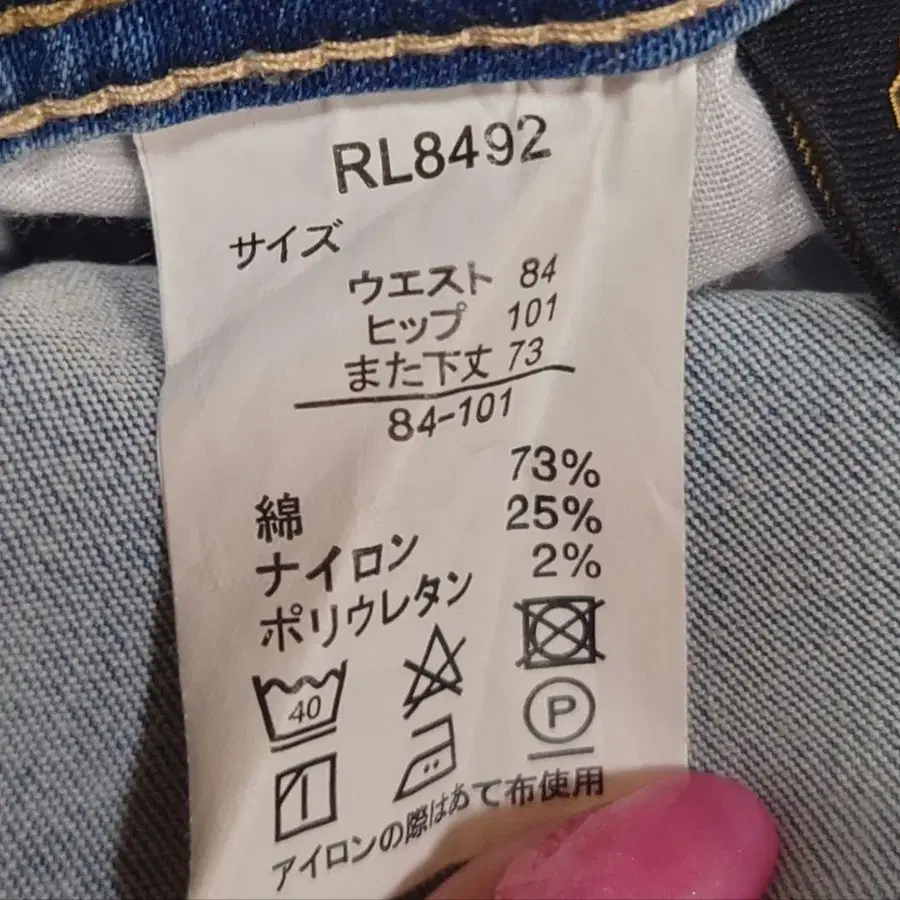 RL8492
サイズ
ウエスト 84
ヒップ 101
また下丈 73
84-101
綿 73%
ナイロン 25%
ポリウレタン 2%
40
P
アイロンの際はあて布使用